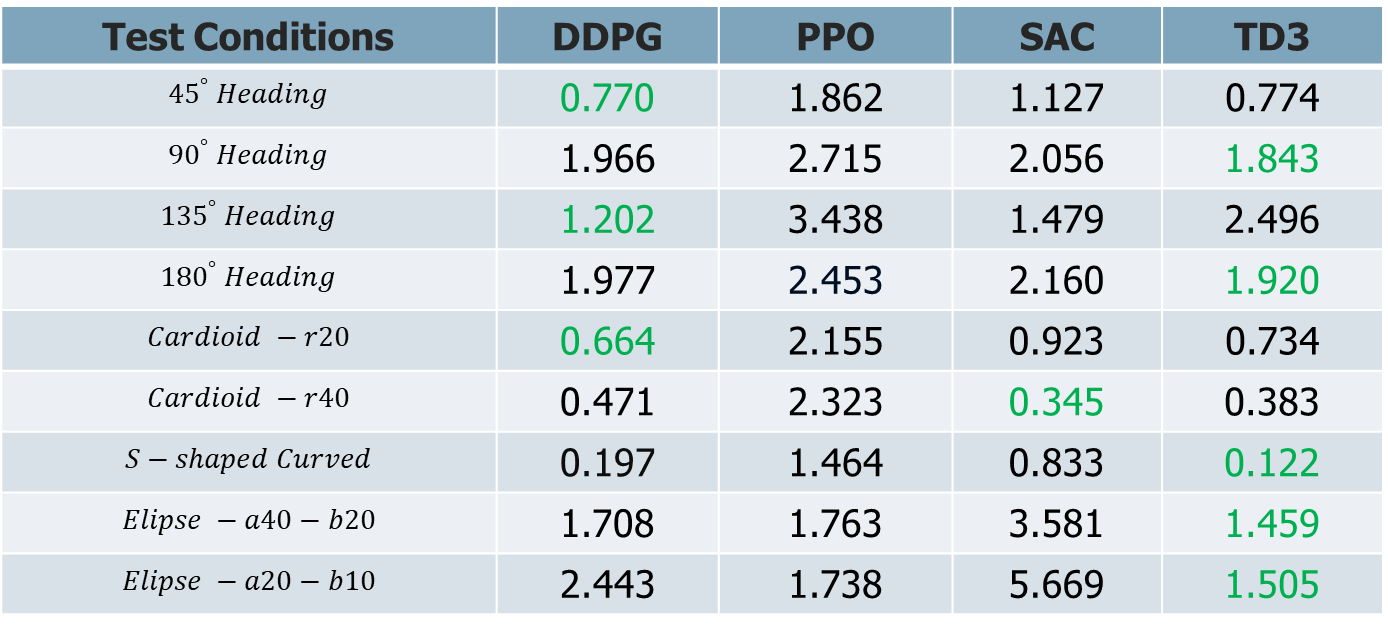 Test Conditions DDPG PPO SAC TD3
45° Heading 0.770 1.862 1.127 0.774
90° Heading 1.966 2.715 2.056 1.843
135° Heading 1.202 3.438 1.479 2.496
180° Heading 1.977 2.453 2.160 1.920
Cardioid − r20 0.664 2.155 0.923 0.734
Cardioid − r40 0.471 2.323 0.345 0.383
S − shaped Curved 0.197 1.464 0.833 0.122
Elipse − a40 − b20 1.708 1.763 3.581 1.459
Elipse − a20 − b10 2.443 1.738 5.669 1.505